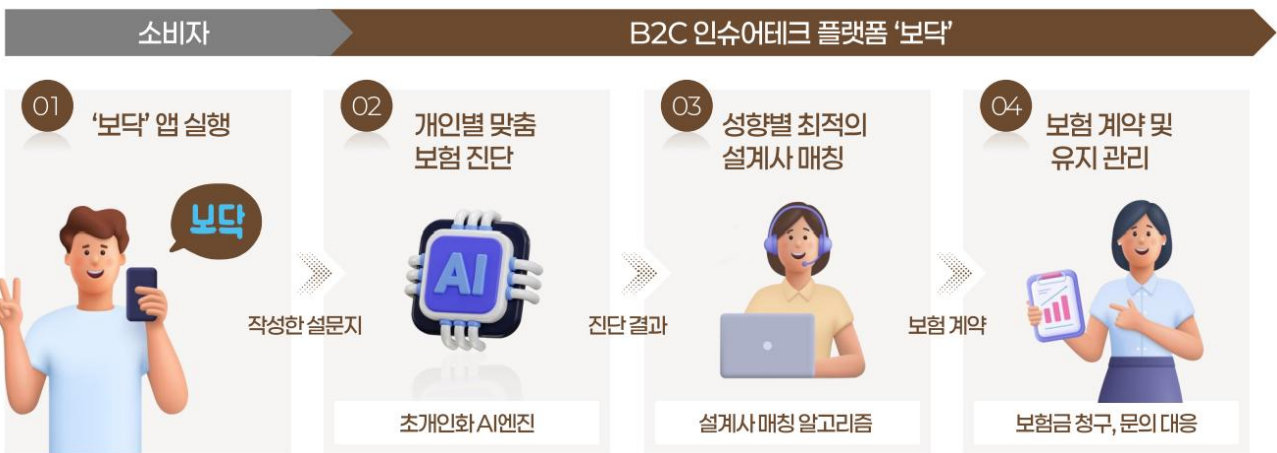 소비자
B2C 인슈어테크 플랫폼 ‘보닥’
01
‘보닥’ 앱 실행
보닥
작성한 설문지
02
개인별 맞춤
보험 진단
AI
초개인화 AI엔진
진단 결과
03
성향별 최적의
설계사 매칭
설계사 매칭 알고리즘
보험 계약
04
보험 계약 및
유지 관리
보험금 청구, 문의 대응